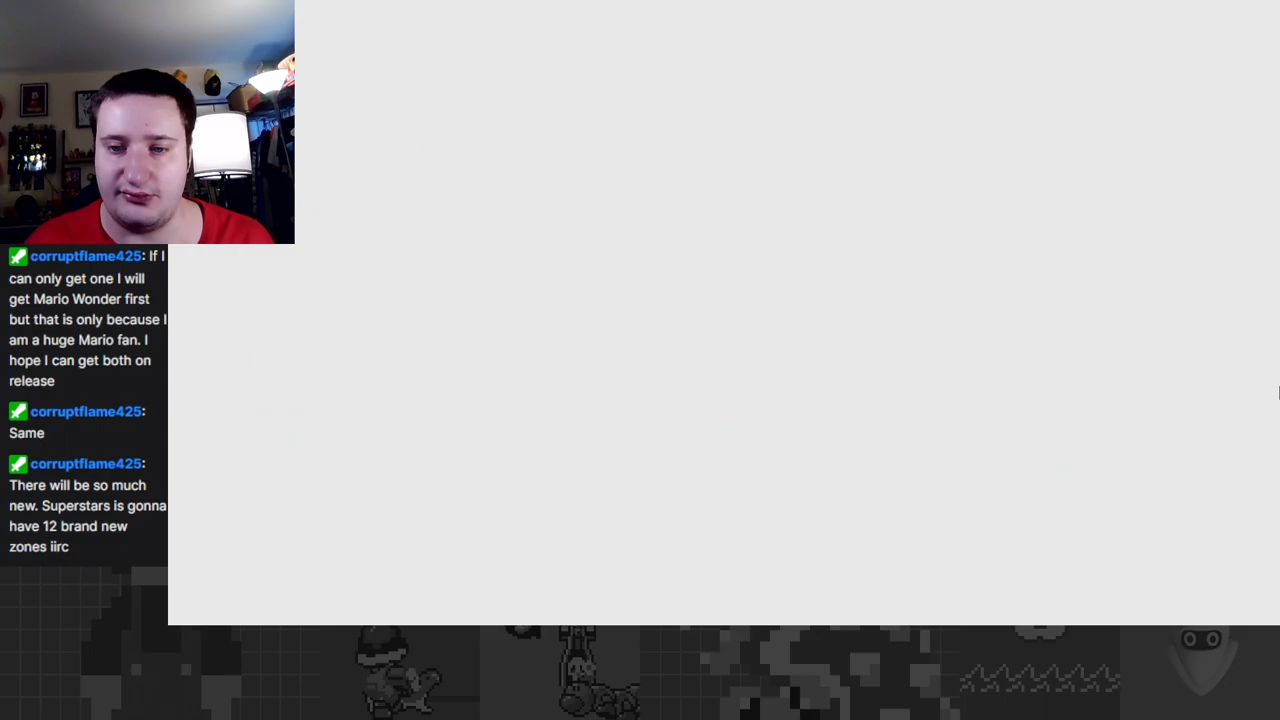 corruptflame425: If I
can only get one I will
get Mario Wonder first
but that is only because I
am a huge Mario fan. I
hope I can get both on
release
corruptflame425:
Same
corruptflame425:
There will be so much
new. Superstars is gonna
have 12 brand new
zones iirc